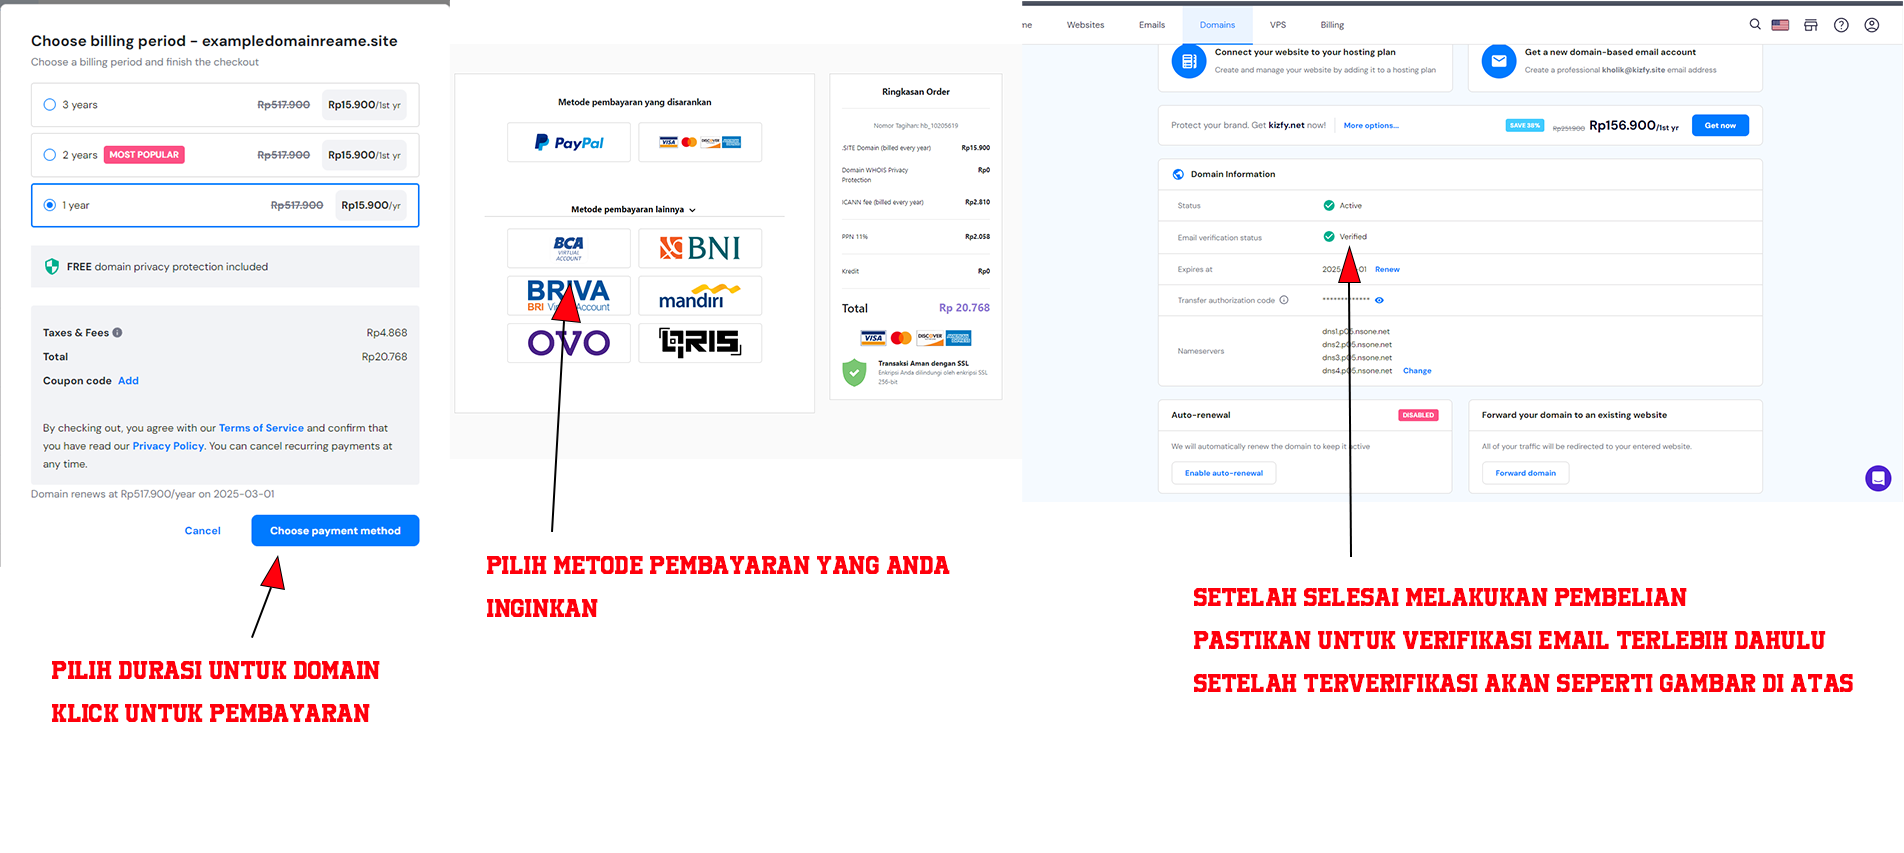 Choose billing period - exampledomainreame.site
Choose a billing period and finish the checkout
3 years Rp517.900 Rp15.900/1st yr
2 years MOST POPULAR Rp517.900 Rp15.900/1st yr
1 year Rp517.900 Rp15.900/yr
FREE domain privacy protection included
Taxes & Fees Rp4.868
Total Rp20.768
Coupon code Add
By checking out, you agree with our Terms of Service and confirm that
you have read our Privacy Policy. You can cancel recurring payments at
any time.
Domain renews at Rp517.900/year on 2025-03-01
Cancel Choose payment method
PILIH DURASI UNTUK DOMAIN
KLICK UNTUK PEMBAYARAN
Metode pembayaran yang disarankan
PayPal VISA DISCOVER
Metode pembayaran lainnya
BCA VIRTUAL ACCOUNT BNI
BRIVA mandiri
BRI Account
OVO QRIS
Ringkasan Order
Nomor Tagihan: hb_10205619
.SITE Domain (billed every year) Rp15.900
Domain WHOIS Privacy Rp0
Protection
ICANN fee (billed every year) Rp2.810
PPN 11% Rp2.058
Kredit Rp0
Total Rp 20.768
VISA DISCOVER
Transaksi Aman dengan SSL
Enkripsi Anda dilindungi oleh enkripsi SSL
256-bit
PILIH METODE PEMBAYARAN YANG ANDA
INGINKAN
me Websites Emails Domains VPS Billing
Connect your website to your hosting plan
Create and manage your website by adding it to a hosting plan
Get a new domain-based email account
Create a professional kholik@kizfy.site email address
Protect your brand. Get kizfy.net now! More options... SAVE 38% Rp251.900 Rp156.900/1st yr Get now
Domain Information
Status Active
Email verification status Verified
Expires at 2025 01 Renew
Transfer authorization code ************
Nameservers
dns1.p05.nsone.net
dns2.p05.nsone.net
dns3.p05.nsone.net
dns4.p05.nsone.net Change
Auto-renewal DISABLED
We will automatically renew the domain to keep it active
Enable auto-renewal
Forward your domain to an existing website
All of your traffic will be redirected to your entered website.
Forward domain
SETELAH SELESAI MELAKUKAN PEMBELIAN
PASTIKAN UNTUK VERIFIKASI EMAIL TERLEBIH DAHULU
SETELAH TERVERIFIKASI AKAN SEPERTI GAMBAR DI ATAS